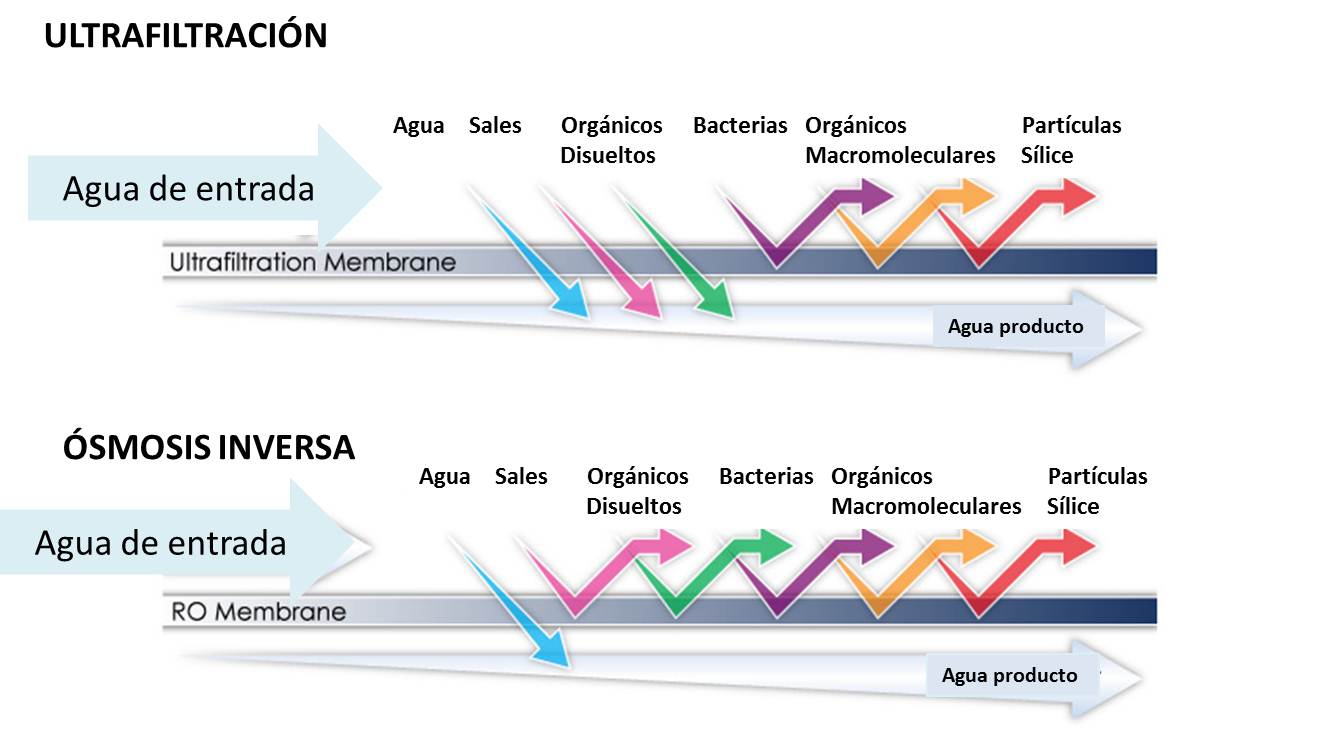 ULTRAFILTRACIÓN
Agua Sales Orgánicos Bacterias Orgánicos Partículas
Disueltos Macromoleculares Sílice
Agua de entrada
Ultrafiltration Membrane
Agua producto
ÓSMOSIS INVERSA
Agua Sales Orgánicos Bacterias Orgánicos Partículas
Disueltos Macromoleculares Sílice
Agua de entrada
RO Membrane
Agua producto